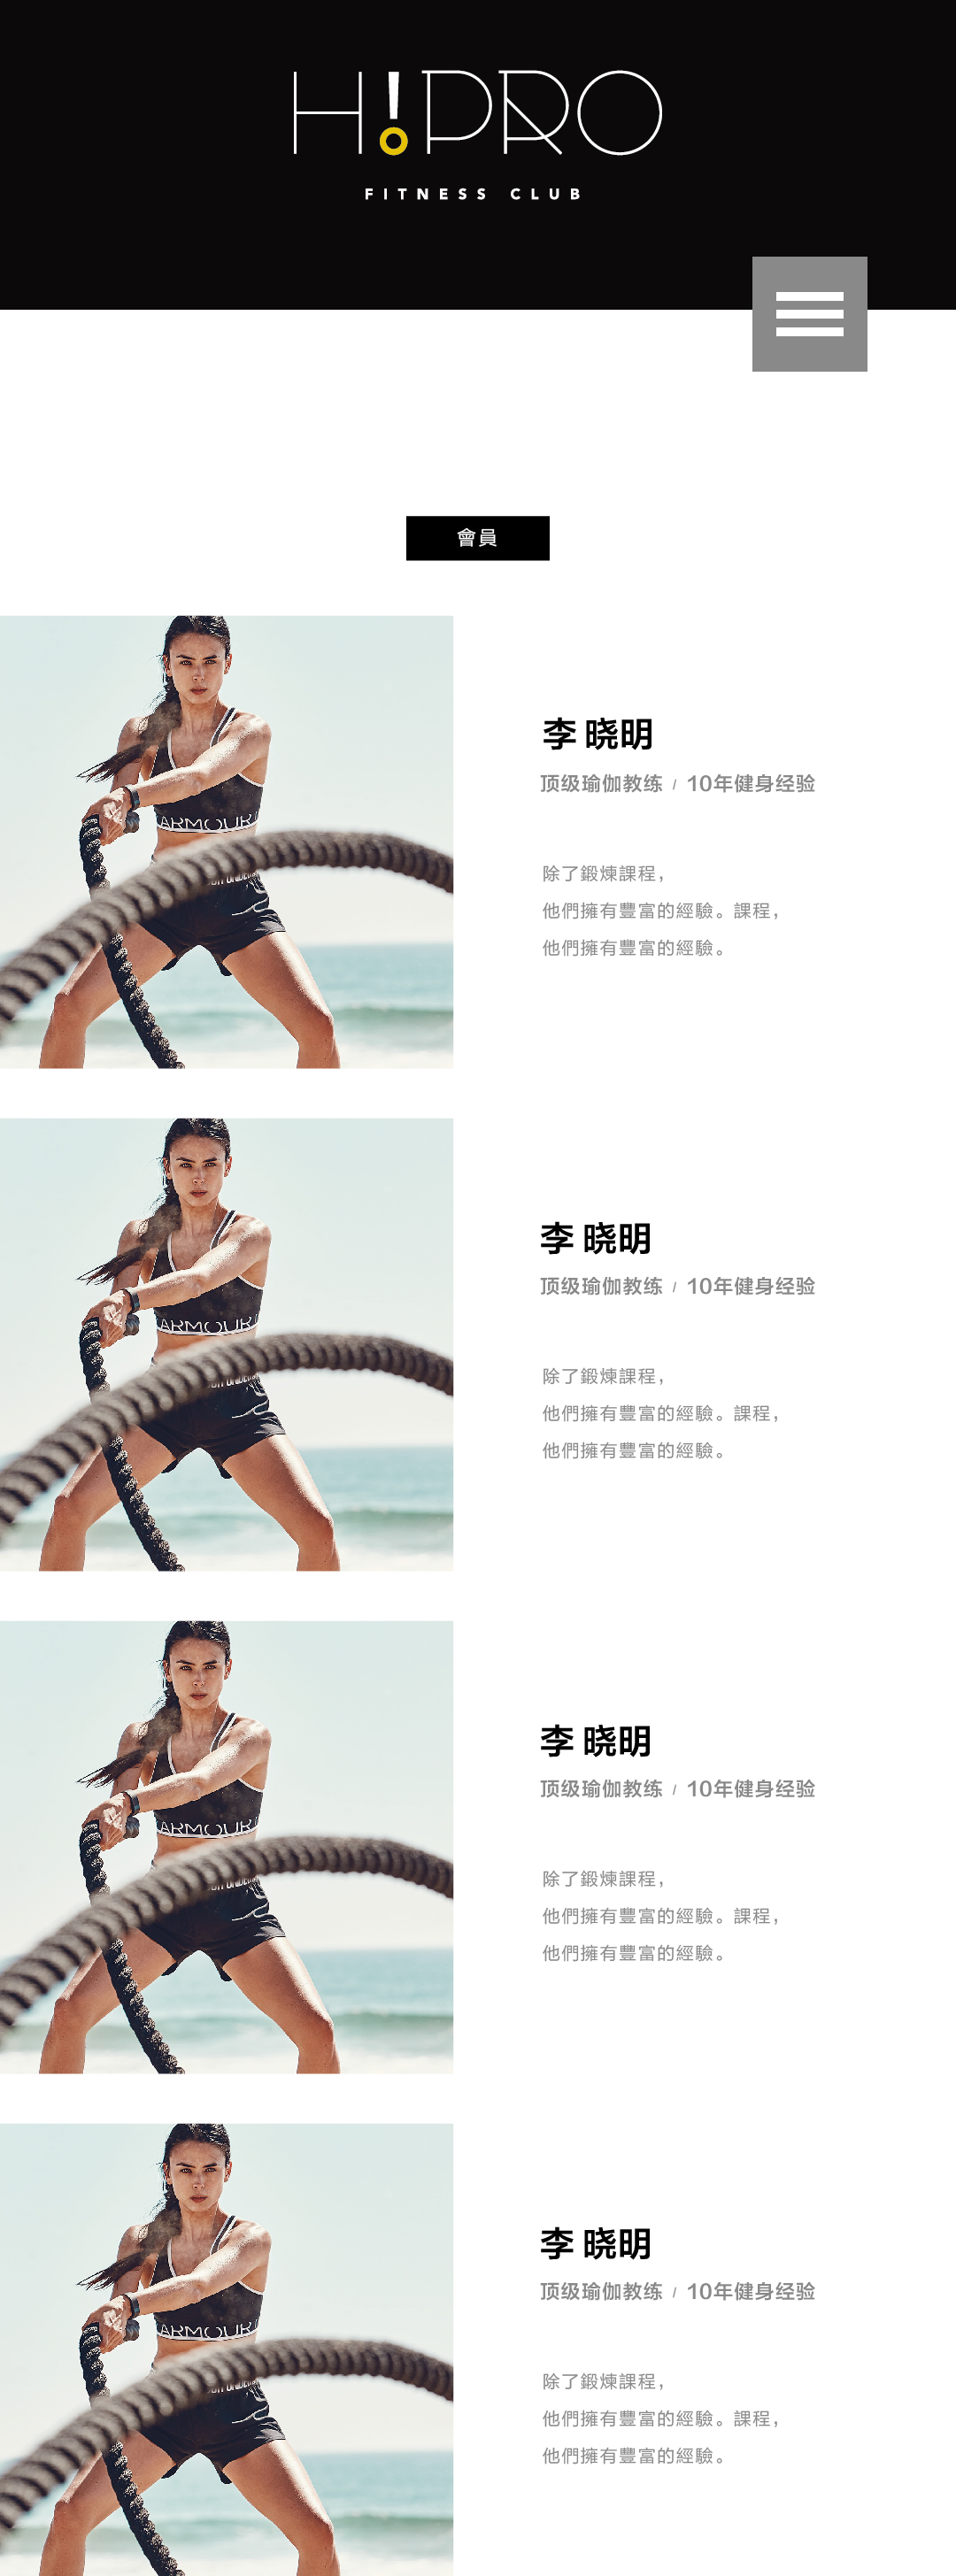 H!PRO
FITNESS CLUB
會員
ARMOUR
李 晓明
顶级瑜伽教练 / 10年健身经验
除了鍛煉課程，
他們擁有豐富的經驗。課程，
他們擁有豐富的經驗。
ARMOUR
李 晓明
顶级瑜伽教练 / 10年健身经验
除了鍛煉課程，
他們擁有豐富的經驗。課程，
他們擁有豐富的經驗。
ARMOUR
李 晓明
顶级瑜伽教练 / 10年健身经验
除了鍛煉課程，
他們擁有豐富的經驗。課程，
他們擁有豐富的經驗。
ARMOUR
李 晓明
顶级瑜伽教练 / 10年健身经验
除了鍛煉課程，
他們擁有豐富的經驗。課程，
他們擁有豐富的經驗。